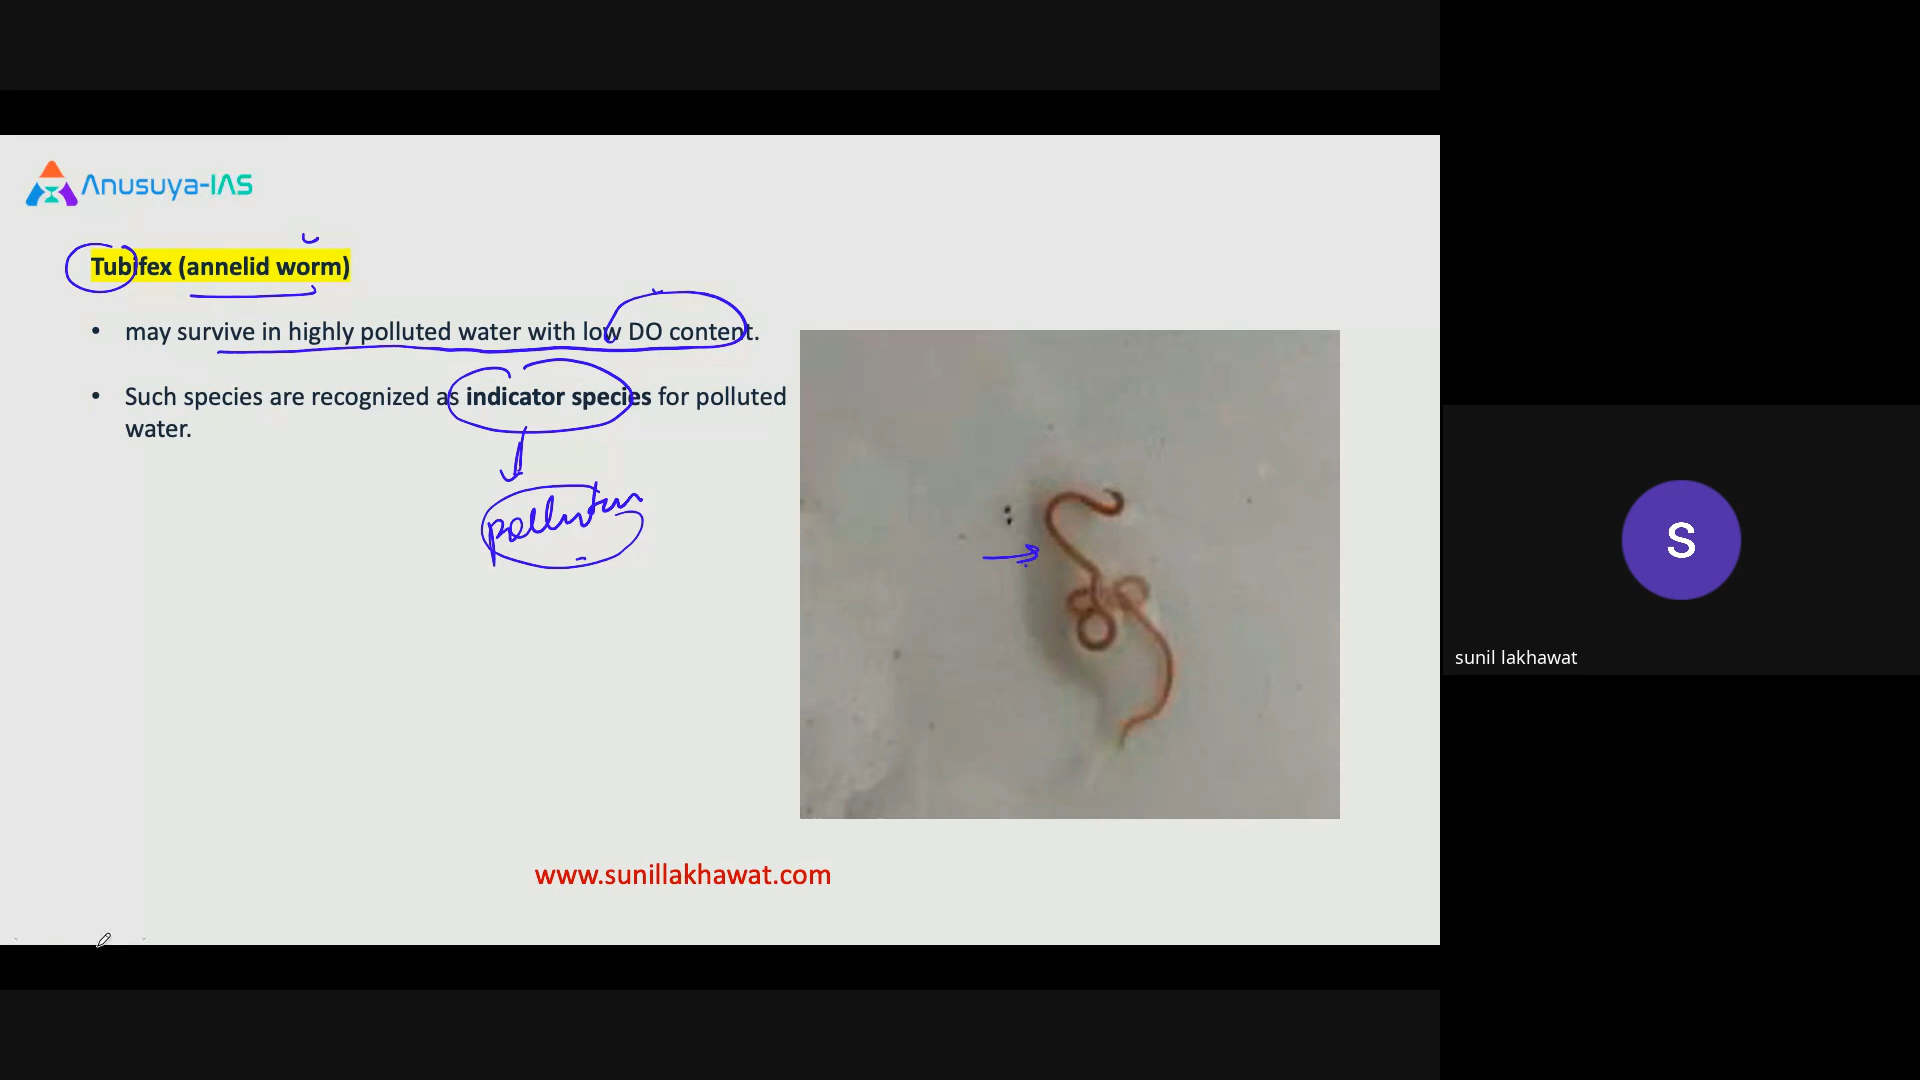 Anusuya-IAS
Tubifex (annelid worm)
• may survive in highly polluted water with low DO content.
• Such species are recognized as indicator species for polluted
water.
pollution
S
sunil lakhawat
www.sunillakhawat.com